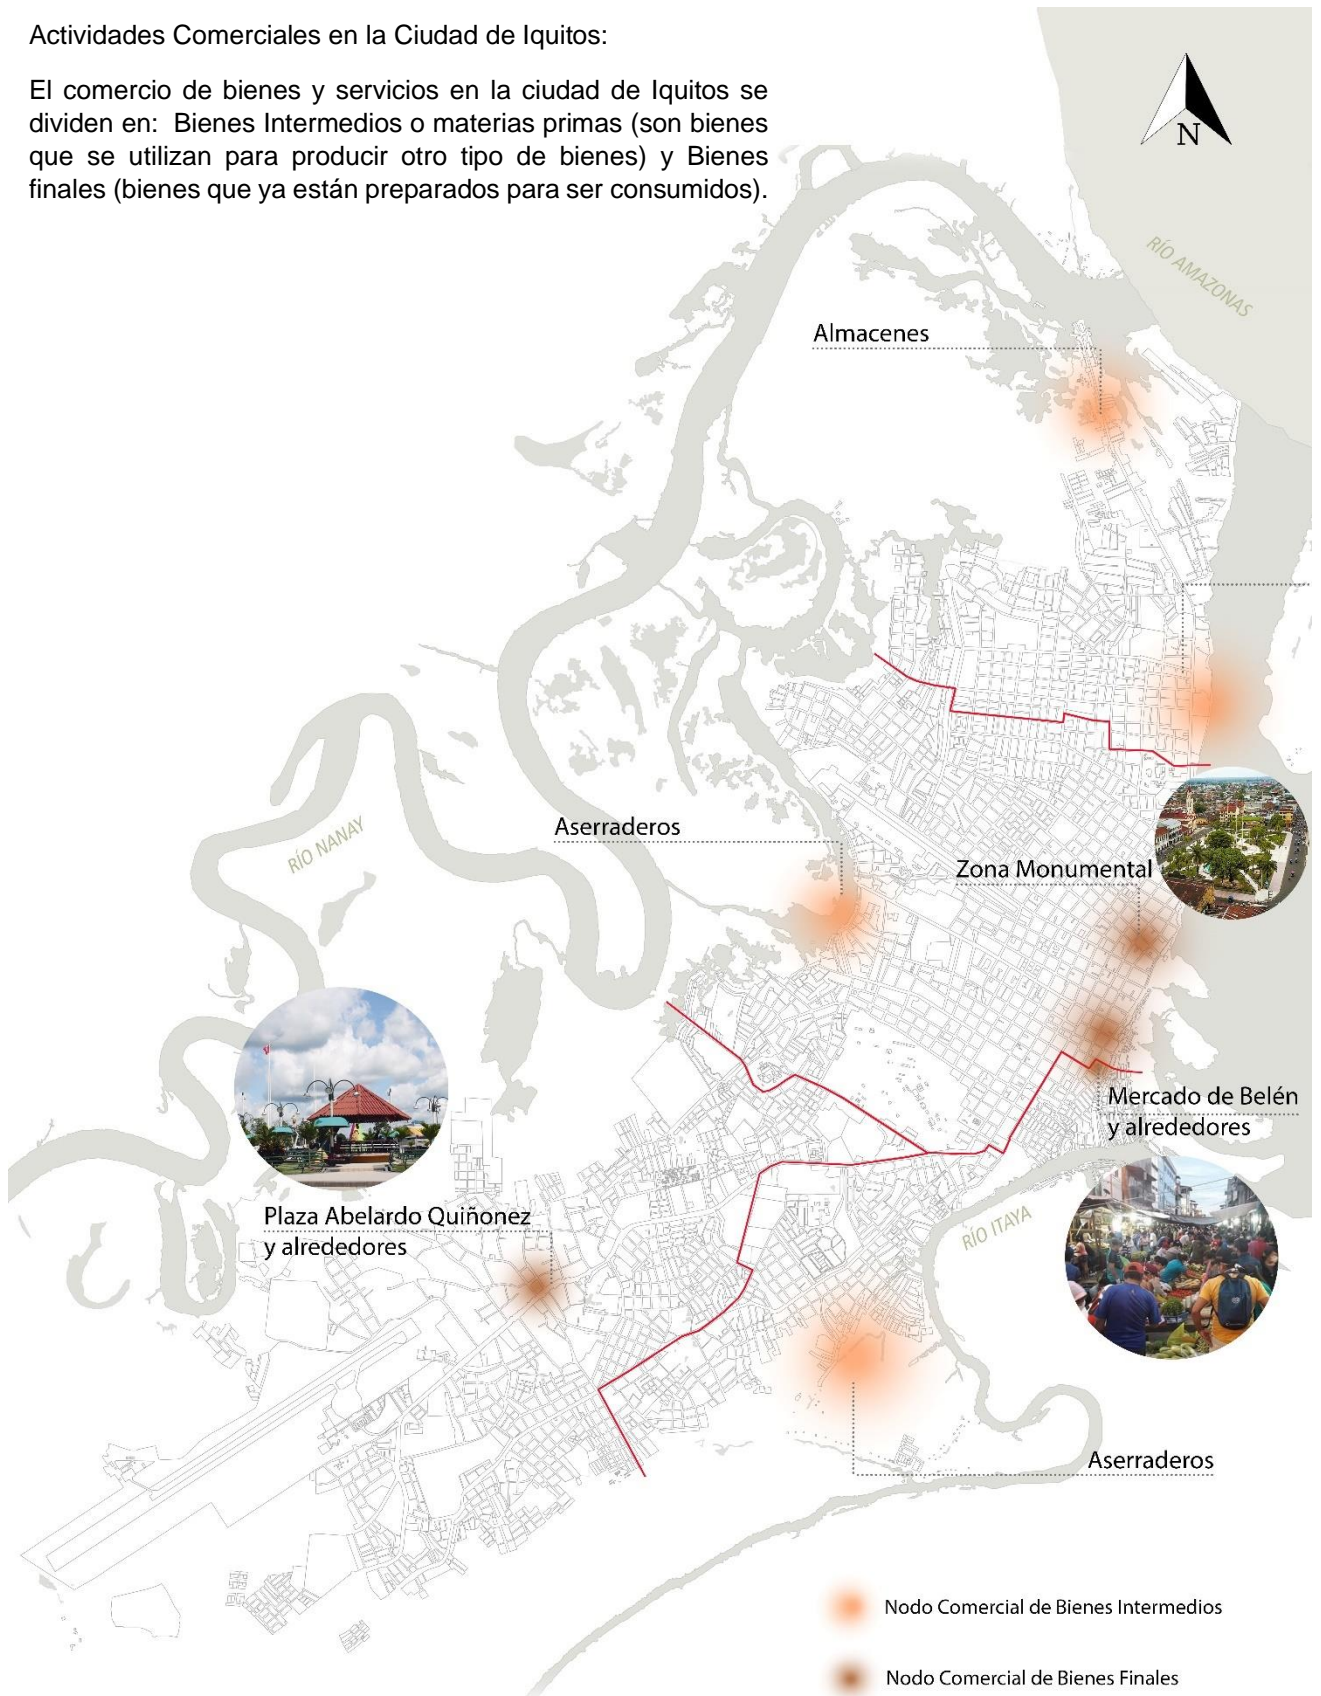 Actividades Comerciales en la Ciudad de Iquitos:
El comercio de bienes y servicios en la ciudad de Iquitos se
dividen en: Bienes Intermedios o materias primas (son bienes
que se utilizan para producir otro tipo de bienes) y Bienes
finales (bienes que ya están preparados para ser consumidos).
N
RÍO AMAZONAS
Almacenes
Aserraderos
RÍO NANAY
Zona Monumental
Mercado de Belén
y alrededores
Plaza Abelardo Quiñonez
y alrededores
RÍO ITAYA
Aserraderos
Nodo Comercial de Bienes Intermedios
Nodo Comercial de Bienes Finales